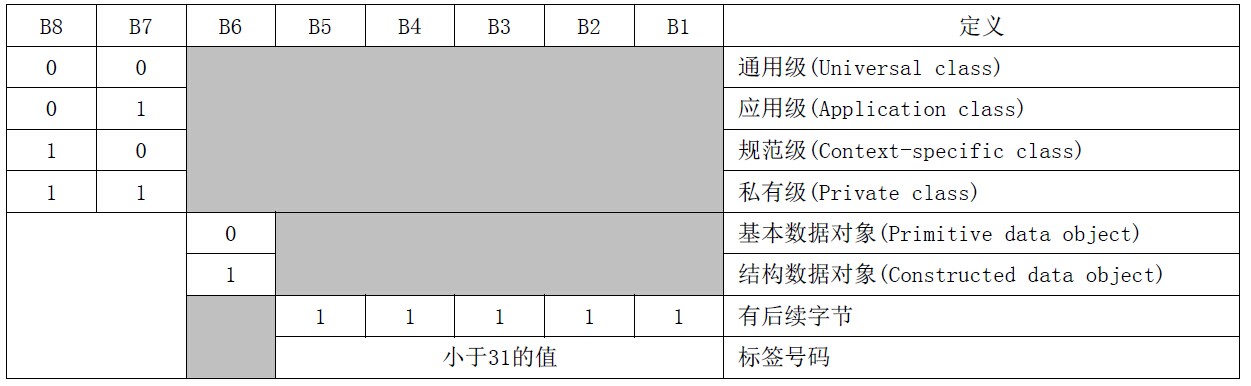 B8 B7 B6 B5 B4 B3 B2 B1 定义
0 0 通用级(Universal class)
0 1 应用级(Application class)
1 0 规范级(Context-specific class)
1 1 私有级(Private class)
0 基本数据对象(Primitive data object)
1 结构数据对象(Constructed data object)
1 1 1 1 1 有后续字节
小于31的值 标签号码